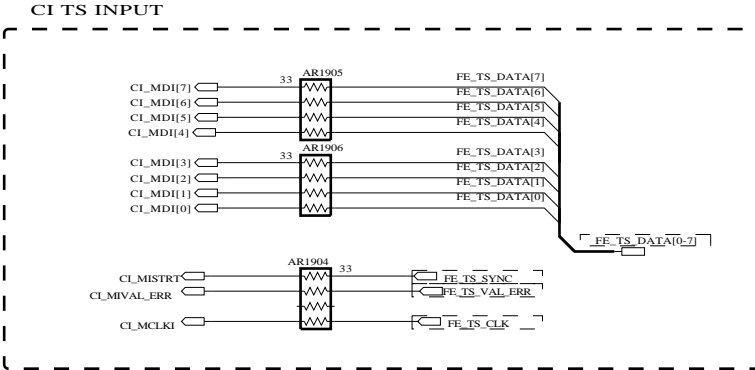 CI TS INPUT
AR1905
33
CI_MDI[7] FE_TS_DATA[7]
CI_MDI[6] FE_TS_DATA[6]
CI_MDI[5] FE_TS_DATA[5]
CI_MDI[4] FE_TS_DATA[4]
AR1906
33
CI_MDI[3] FE_TS_DATA[3]
CI_MDI[2] FE_TS_DATA[2]
CI_MDI[1] FE_TS_DATA[1]
CI_MDI[0] FE_TS_DATA[0]
FE_TS_DATA[0-7]
AR1904
33
CI_MISTRT FE_TS_SYNC
CI_MIVAL_ERR FE_TS_VAL_ERR
CI_MCLKI FE_TS_CLK